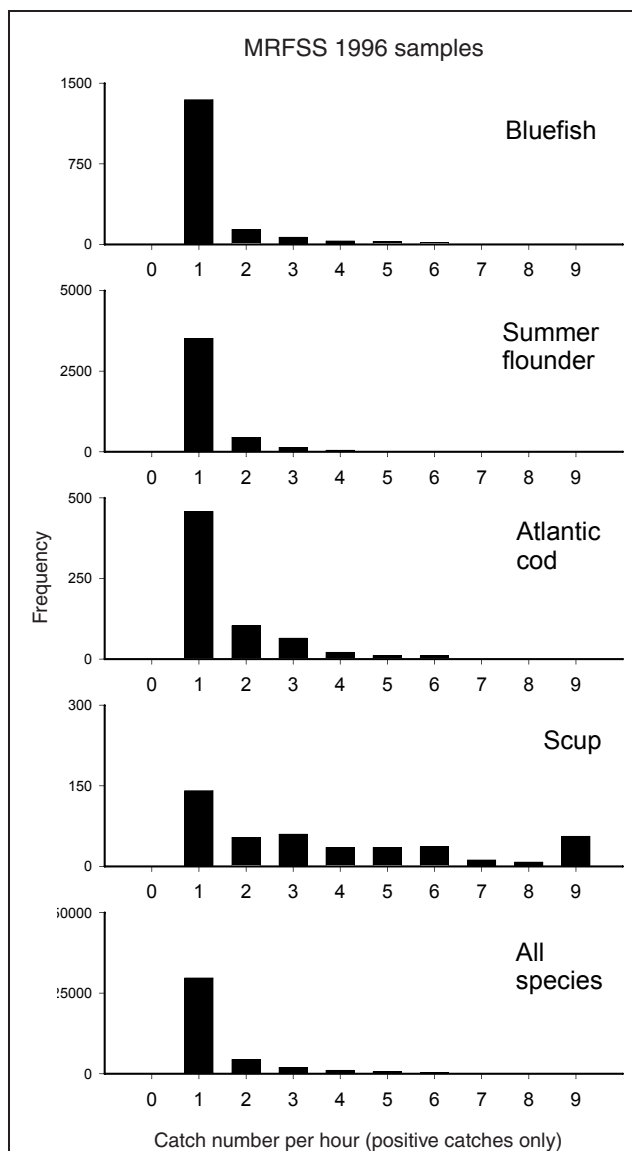 MRFSS 1996 samples
1500
750
0
Bluefish
0 1 2 3 4 5 6 7 8 9
5000
2500
0
Summer
flounder
0 1 2 3 4 5 6 7 8 9
500
250
0
Atlantic
cod
0 1 2 3 4 5 6 7 8 9
Frequency
300
150
0
Scup
0 1 2 3 4 5 6 7 8 9
50000
25000
0
All
species
0 1 2 3 4 5 6 7 8 9
Catch number per hour (positive catches only)